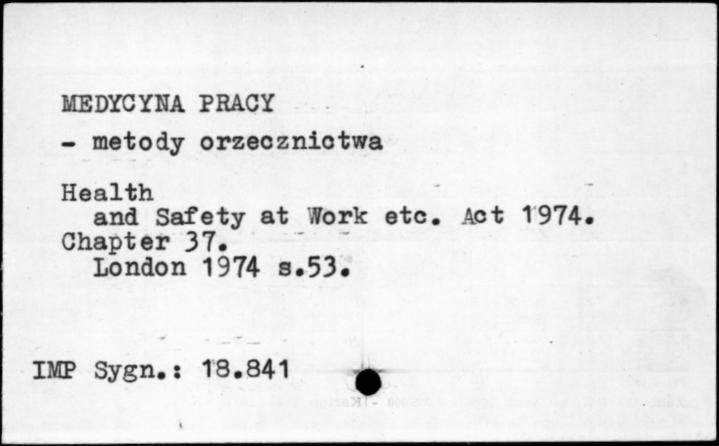 MEDYCYNA PRACY
- metody orzecznictwa
Health
and Safety at Work etc. Act 1974.
Chapter 37.
London 1974 s.53.
IMP Sygn.: 18.841